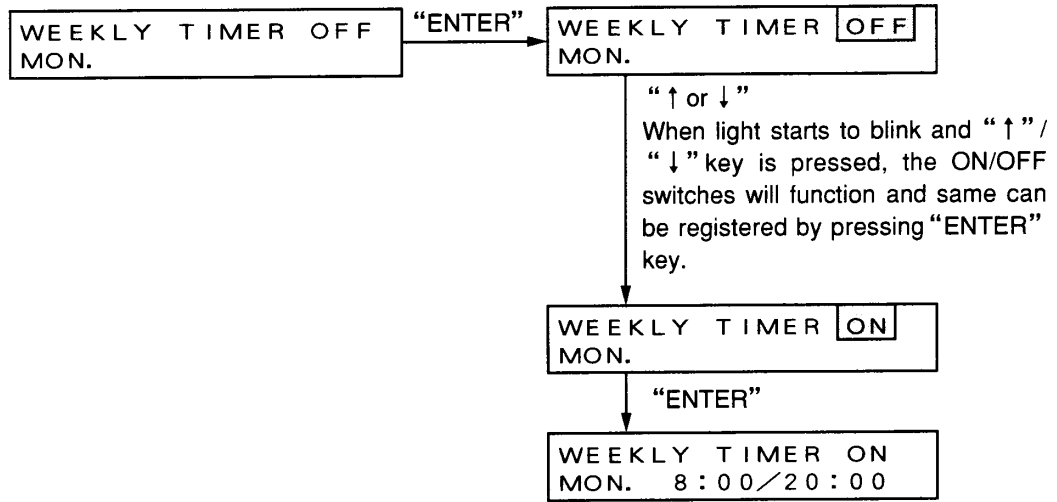 WEEKLY TIMER OFF
MON.
“ENTER”
WEEKLY TIMER OFF
MON.
“↑ or ↓”
When light starts to blink and “↑” /
“↓” key is pressed, the ON/OFF
switches will function and same can
be registered by pressing “ENTER”
key.
WEEKLY TIMER ON
MON.
“ENTER”
WEEKLY TIMER ON
MON. 8:00/20:00